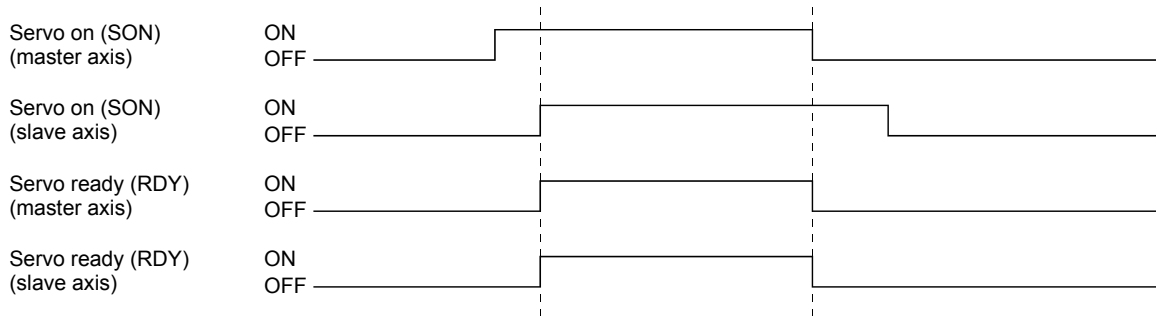 Servo on (SON) ON
(master axis) OFF
Servo on (SON) ON
(slave axis) OFF
Servo ready (RDY) ON
(master axis) OFF
Servo ready (RDY) ON
(slave axis) OFF